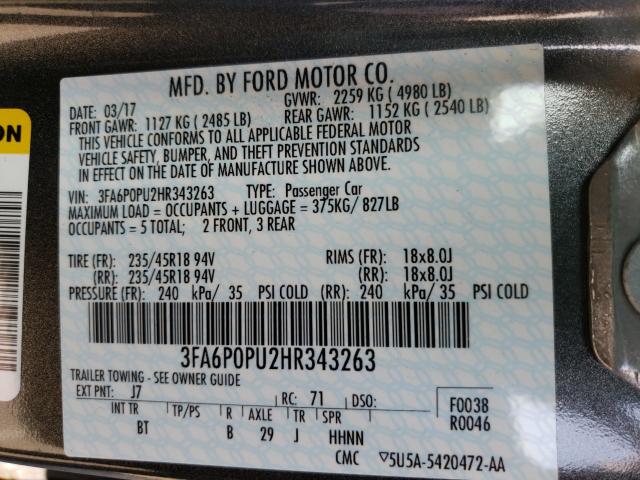 ON
MFD. BY FORD MOTOR CO.
DATE: 03/17 GVWR: 2259 KG ( 4980 LB)
FRONT GAWR: 1127 KG ( 2485 LB) REAR GAWR: 1152 KG ( 2540 LB)
THIS VEHICLE CONFORMS TO ALL APPLICABLE FEDERAL MOTOR
VEHICLE SAFETY, BUMPER, AND THEFT PREVENTION STANDARDS
IN EFFECT ON THE DATE OF MANUFACTURE SHOWN ABOVE.
VIN: 3FA6P0PU2HR343263 TYPE: Passenger Car
MAXIMUM LOAD = OCCUPANTS + LUGGAGE = 375KG/ 827LB
OCCUPANTS = 5 TOTAL; 2 FRONT, 3 REAR
TIRE (FR): 235/45R18 94V RIMS (FR): 18x8.0J
(RR): 235/45R18 94V (RR): 18x8.0J
PRESSURE (FR): 240 kPa/ 35 PSI COLD (RR): 240 kPa/ 35 PSI COLD
3FA6P0PU2HR343263
TRAILER TOWING - SEE OWNER GUIDE
EXT PNT: J7 RC: 71 DSO: F0038
INT TR TP/PS R AXLE TR SPR R0046
BT B 29 J HHNN
CMC ▽5U5A-5420472-AA